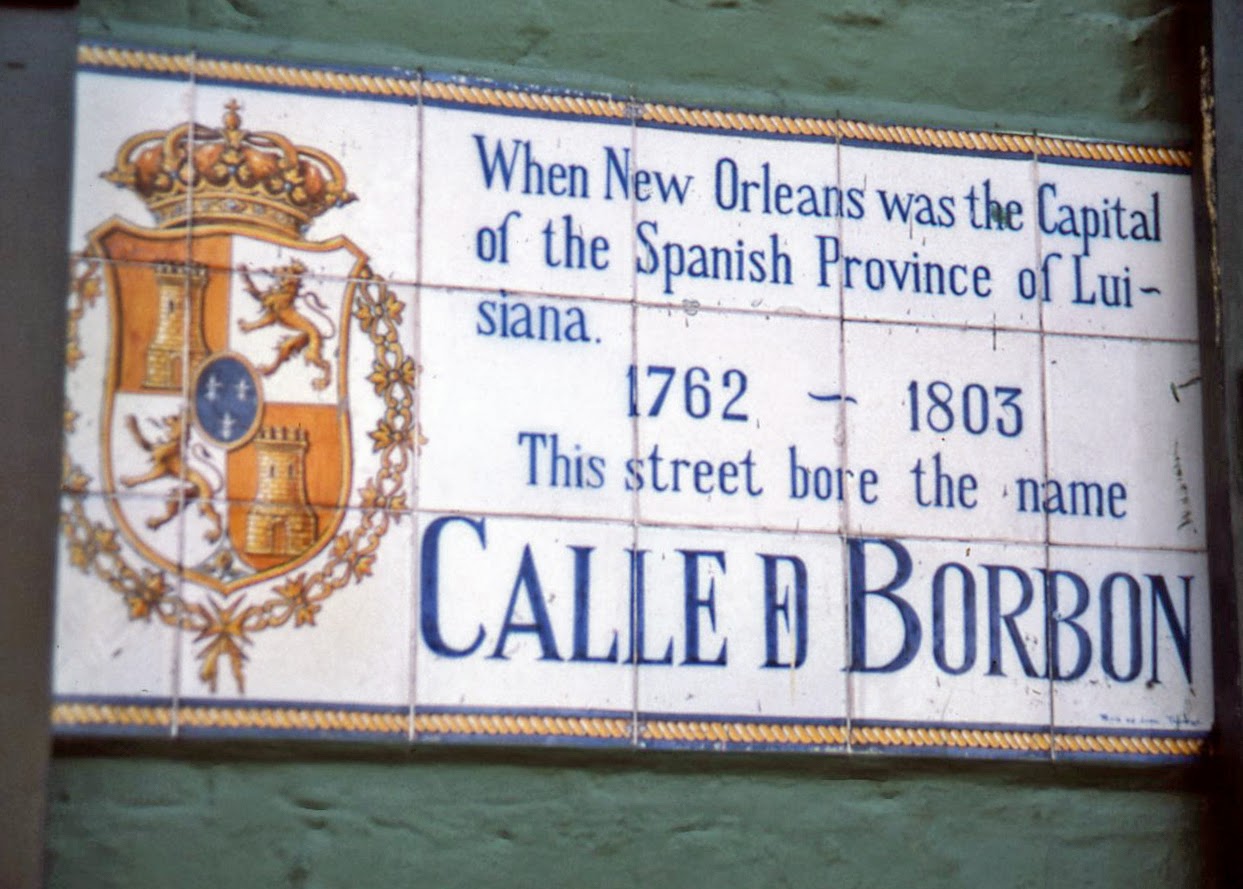 When New Orleans was the Capital
of the Spanish Province of Lui-
siana.
1762 - 1803
This street bore the name
CALLE D BORBON